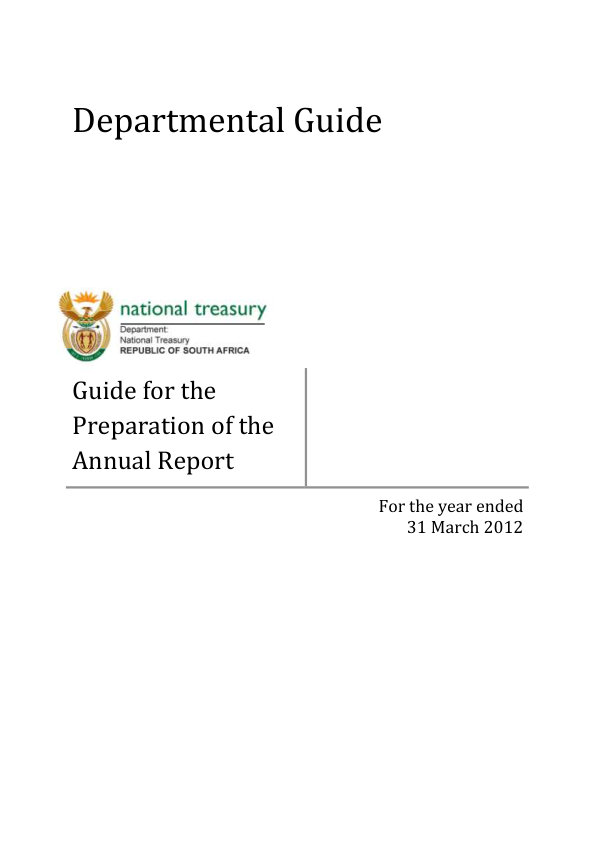 Departmental Guide
national treasury
Department:
National Treasury
REPUBLIC OF SOUTH AFRICA
Guide for the
Preparation of the
Annual Report
For the year ended
31 March 2012